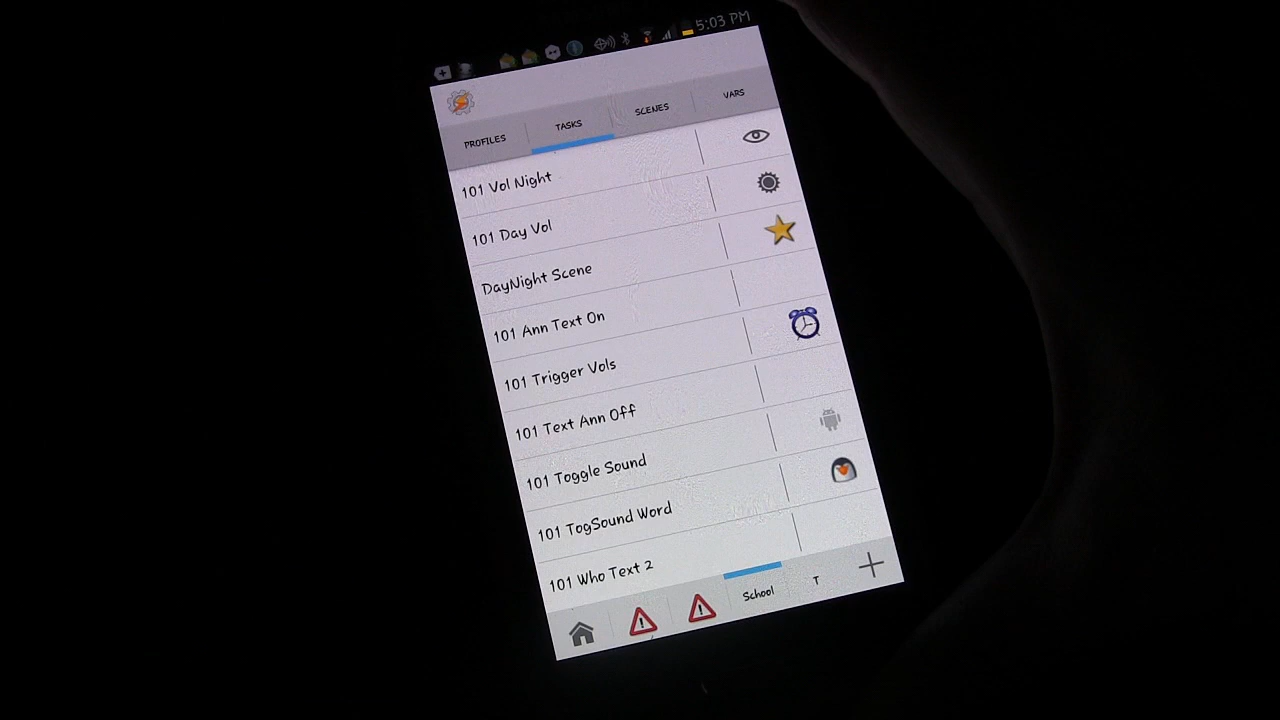 5:03 PM
PROFILES TASKS SCENES VARS
101 Vol Night
101 Day Vol
DayNight Scene
101 Ann Text On
101 Trigger Vols
101 Text Ann Off
101 Toggle Sound
101 TogSound Word
101 Who Text 2
School T